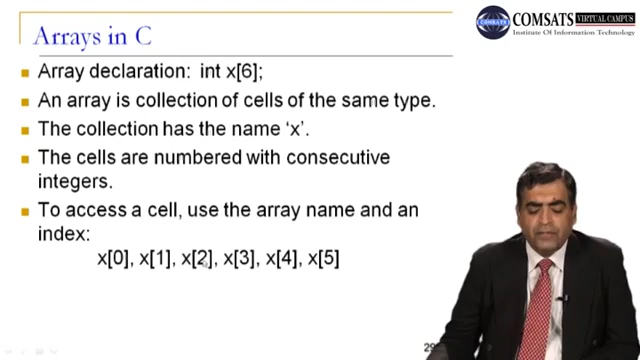 Arrays in C
COMSATS VIRTUAL CAMPUS
Institute Of Information Technology
Array declaration: int x[6];
An array is collection of cells of the same type.
The collection has the name ‘x’.
The cells are numbered with consecutive
integers.
To access a cell, use the array name and an
index:
x[0], x[1], x[2], x[3], x[4], x[5]